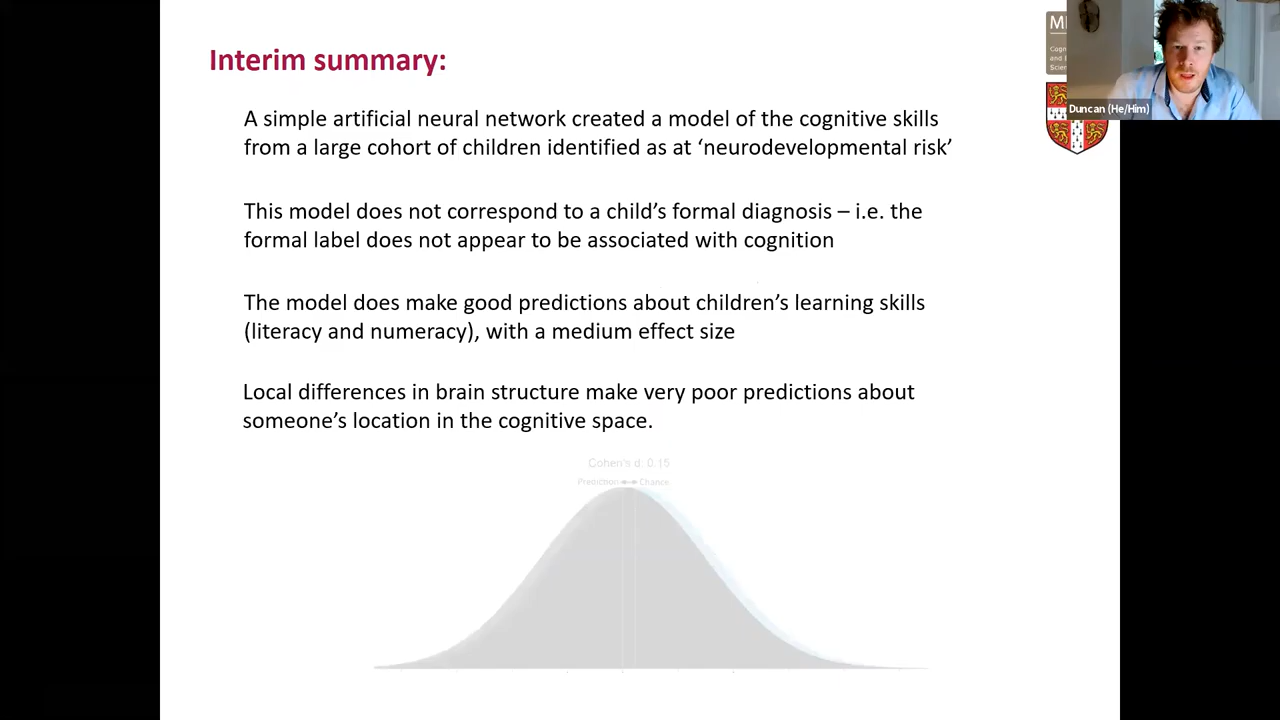 Interim summary:
A simple artificial neural network created a model of the cognitive skills
from a large cohort of children identified as at ‘neurodevelopmental risk’
This model does not correspond to a child’s formal diagnosis – i.e. the
formal label does not appear to be associated with cognition
The model does make good predictions about children’s learning skills
(literacy and numeracy), with a medium effect size
Local differences in brain structure make very poor predictions about
someone’s location in the cognitive space.
Cohen's d: 0.15
Prediction Chance
Duncan (He/Him)